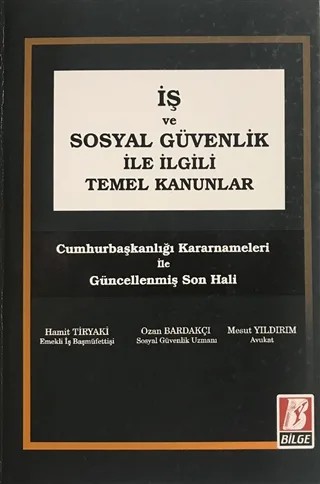 İŞ
ve
SOSYAL GÜVENLİK
İLE İLGİLİ
TEMEL KANUNLAR
Cumhurbaşkanlığı Kararnameleri
İle
Güncellenmiş Son Hali
Hamit TİRYAKİ
Emekli İş Başmüfettişi
Ozan BARDAKÇI
Sosyal Güvenlik Uzmanı
Mesut YILDIRIM
Avukat
BİLGE